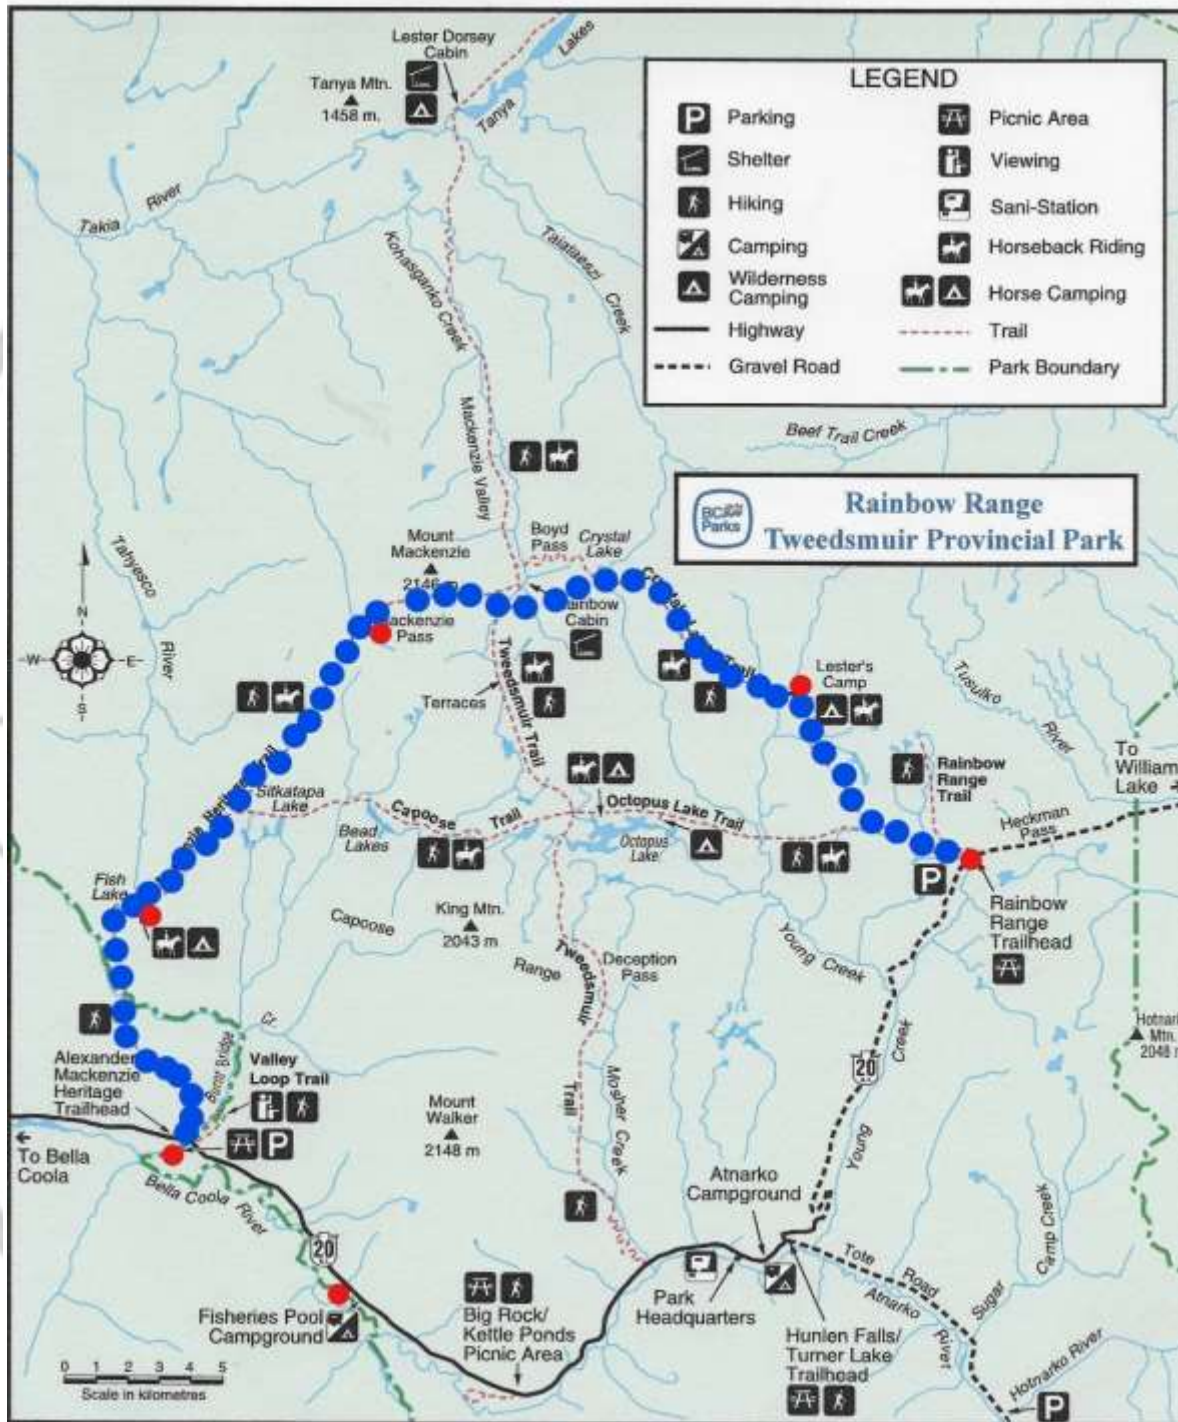 Lester Dorsey
Cabin
Lakes
Tanya Mtn.
1458 m.
Tanya
LEGEND
Parking
Picnic Area
Shelter
Viewing
Hiking
Sani-Station
Camping
Horseback Riding
Wilderness
Camping
Horse Camping
Highway
Trail
Gravel Road
Park Boundary
Takia River
Kohasganko Creek
Taiataeszi Creek
Beef Trail Creek
BC
Parks
Rainbow Range
Tweedsmuir Provincial Park
Mackenzie Valley
Tahyesco River
Boyd
Pass
Crystal
Lake
Mount
Mackenzie
Pass
Cabin
N
W
E
S
Terraces
Tweedsmuir Trail
Lester's
Camp
Tusulko River
To
William
Lake
Rainbow
Range
Trail
Heckman
Pass
Sitkatapa
Lake
Capoose Trail
Bead
Lakes
Octopus Lake Trail
Octopus
Lake
Fish
Lake
King Mtn.
2043 m
Capoose
Range
Tweedsmuir Trail
Deception
Pass
Young Creek
P
Rainbow
Range
Trailhead
Mtn.
2048 m
20
Creek
Young
Alexander
Mackenzie
Heritage
Trailhead
Burnt Bridge Cr.
Valley
Loop Trail
P
Mount
Walker
2148 m
Mosher Creek
To Bella
Coola
Bella Coola River
20
Atnarko
Campground
Tote Road
Camp Creek
Sugar
Atnarko River
Hotnarko River
P
Park
Headquarters
Hunlen Falls/
Turner Lake
Trailhead
Big Rock/
Kettle Ponds
Picnic Area
Fisheries Pool
Campground
0 1 2 3 4 5
Scale in kilometres